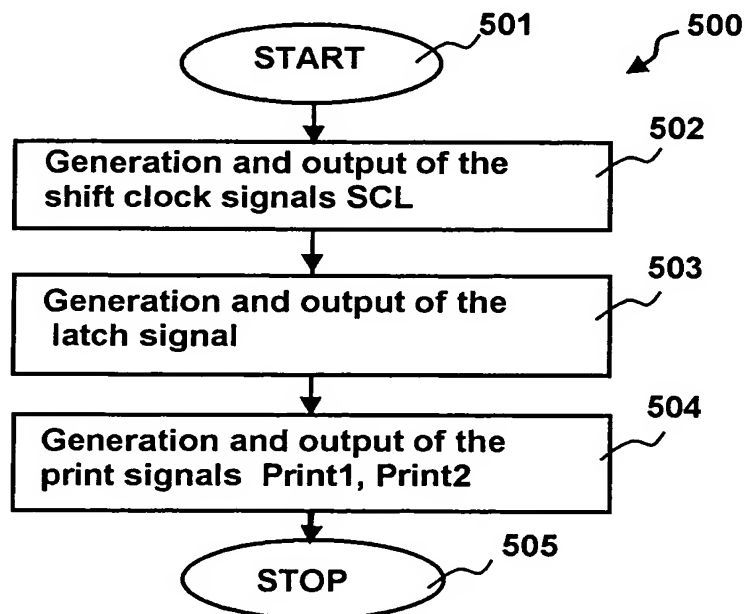 START
501
500
502
Generation and output of the
shift clock signals SCL
503
Generation and output of the
latch signal
504
Generation and output of the
print signals Print1, Print2
505
STOP